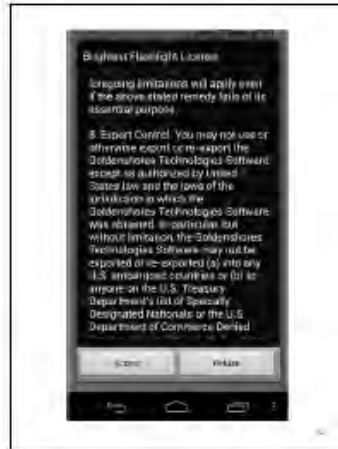 Brightest Flashlight License
foregoing limitations will apply even
if the above stated remedy fails of its
essential purpose.
8. Export Control. You may not use or
otherwise export or re-export the
Goldenshores Technologies Software
except as authorized by United
States law and the laws of the
jurisdiction in which the
Goldenshores Technologies Software
was obtained. In particular, but
without limitation, the Goldenshores
Technologies Software may not be
exported or re-exported (a) into any
U.S. embargoed countries or (b) to
anyone on the U.S. Treasury
Department's list of Specially
Designated Nationals or the U.S.
Department of Commerce Denied
Accept Refuse